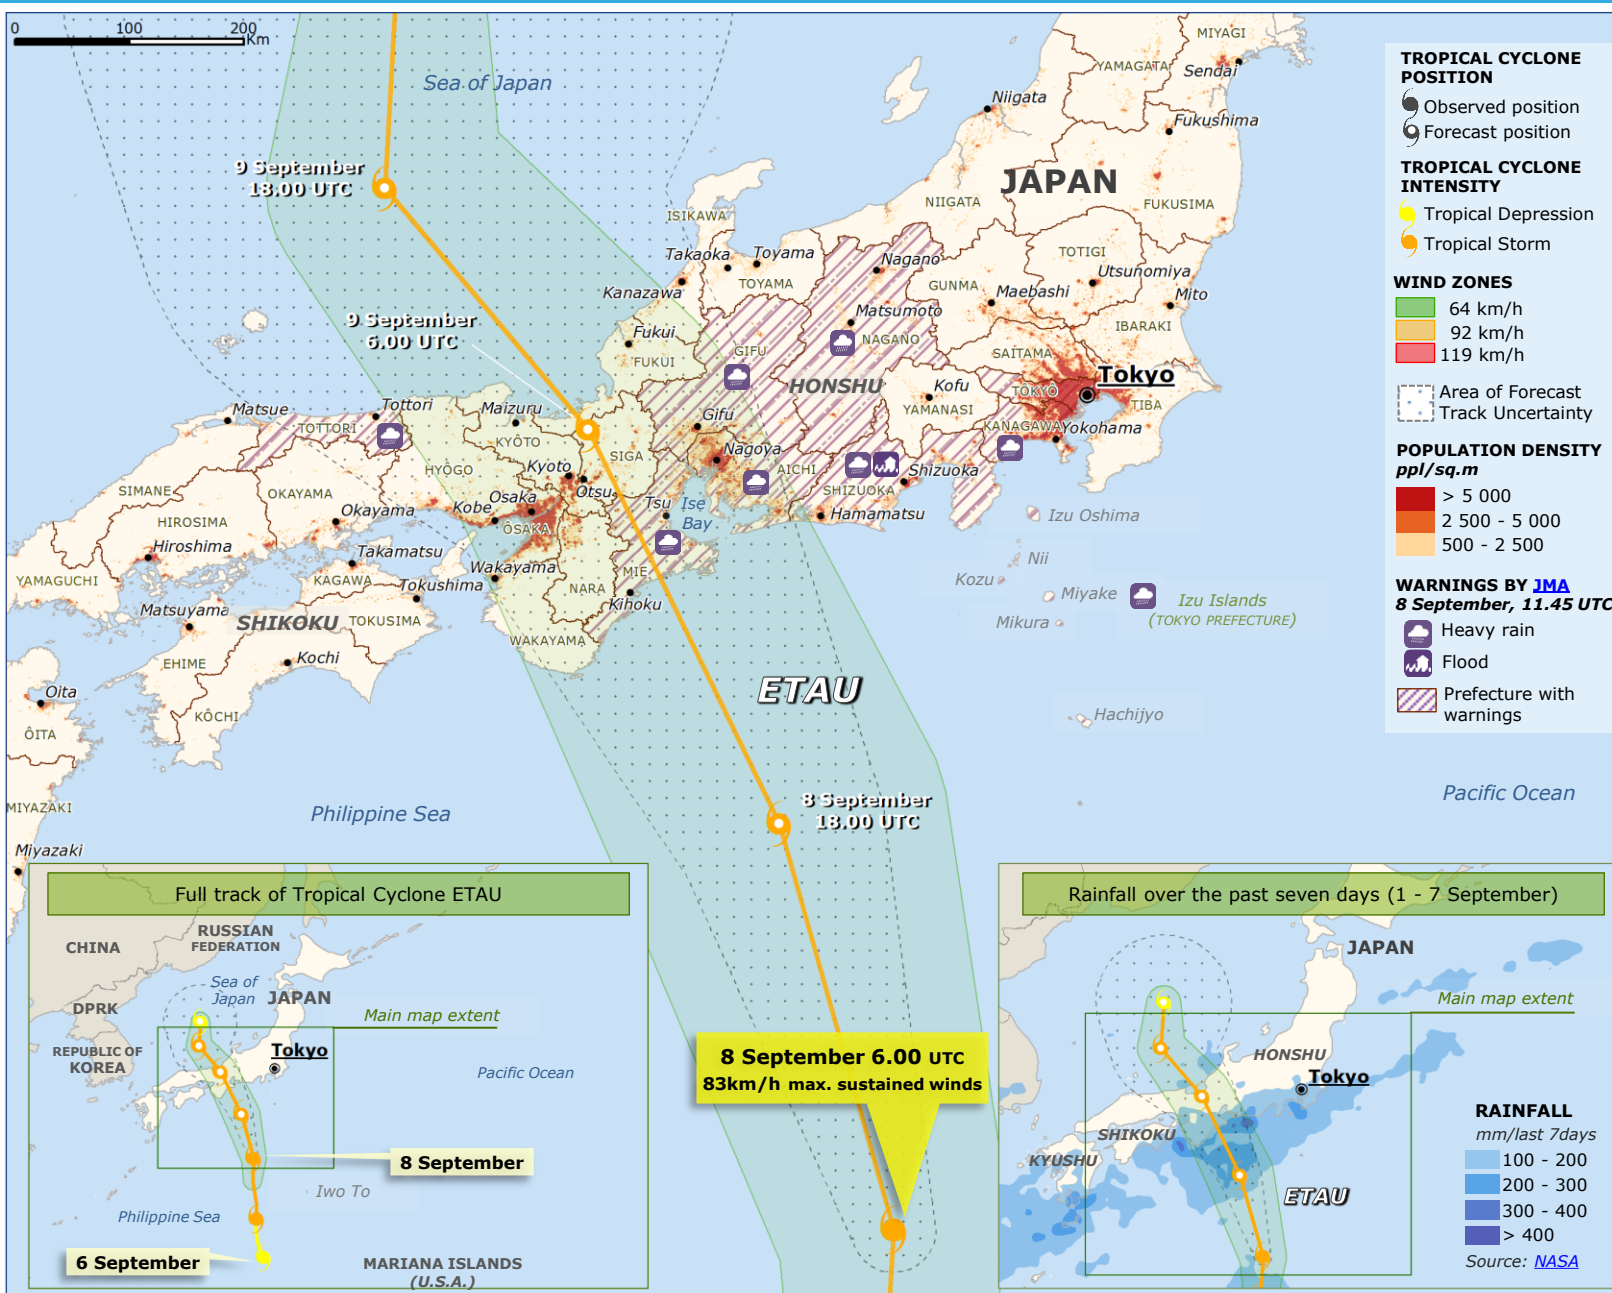 0 100 200
Km
Sea of Japan
9 September
18.00 UTC
9 September
6.00 UTC
8 September
18.00 UTC
8 September 6.00 UTC
83km/h max. sustained winds
ETAU
JAPAN
HONSHU
SHIKOKU
Philippine Sea
Pacific Ocean
MIYAGI
YAMAGATA
Sendai
Niigata
Fukushima
NIIGATA
FUKUSIMA
ISIKAWA
Takaoka
Toyama
TOYAMA
Kanazawa
Nagano
TOTIGI
Utsunomiya
GUNMA
Maebashi
Mito
IBARAKI
Matsumoto
NAGANO
SAITAMA
Fukui
FUKUI
GIFU
Tokyo
TÔKYÔ
TIBA
Kofu
YAMANASI
KANAGAWA
Yokohama
Matsue
Tottori
TOTTORI
Maizuru
KYÔTO
Gifu
Nagoya
AICHI
SIGA
HYÔGO
Kyoto
Otsu
Shizuoka
SHIZUOKA
Hamamatsu
Tsu
Ise
Bay
SIMANE
OKAYAMA
Okayama
Kobe
Osaka
ÔSAKA
HIROSIMA
Hiroshima
Takamatsu
KAGAWA
YAMAGUCHI
Wakayama
NARA
MIE
Kihoku
WAKAYAMA
Tokushima
TOKUSIMA
Matsuyama
EHIME
Kochi
KÔCHI
Oita
ÔITA
MIYAZAKI
Miyazaki
Izu Oshima
Nii
Kozu
Miyake
Mikura
Izu Islands
(TOKYO PREFECTURE)
Hachijyo
TROPICAL CYCLONE
POSITION
Observed position
Forecast position
TROPICAL CYCLONE
INTENSITY
Tropical Depression
Tropical Storm
WIND ZONES
64 km/h
92 km/h
119 km/h
Area of Forecast
Track Uncertainty
POPULATION DENSITY
ppl/sq.m
> 5 000
2 500 - 5 000
500 - 2 500
WARNINGS BY JMA
8 September, 11.45 UTC
Heavy rain
Flood
Prefecture with
warnings
Full track of Tropical Cyclone ETAU
CHINA
RUSSIAN
FEDERATION
Sea of
Japan
JAPAN
DPRK
Main map extent
REPUBLIC OF
KOREA
Tokyo
Pacific Ocean
8 September
Iwo To
Philippine Sea
6 September
MARIANA ISLANDS
(U.S.A.)
Rainfall over the past seven days (1 - 7 September)
JAPAN
Main map extent
HONSHU
Tokyo
SHIKOKU
KYUSHU
ETAU
RAINFALL
mm/last 7days
100 - 200
200 - 300
300 - 400
> 400
Source: NASA